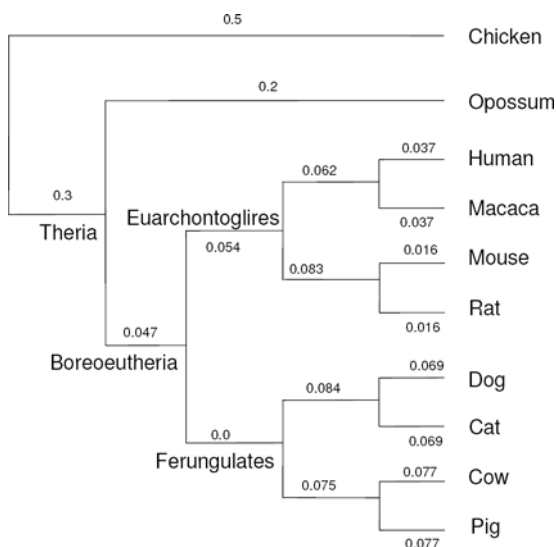 0.5
Chicken
0.2
Opossum
0.037
Human
0.062
0.3
Euarchontoglires
Macaca
0.037
Theria
0.054
0.016
Mouse
0.083
Rat
0.016
0.047
Boreoeutheria
0.069
Dog
0.084
Cat
0.069
0.0
Ferungulates
0.077
Cow
0.075
Pig
0.077